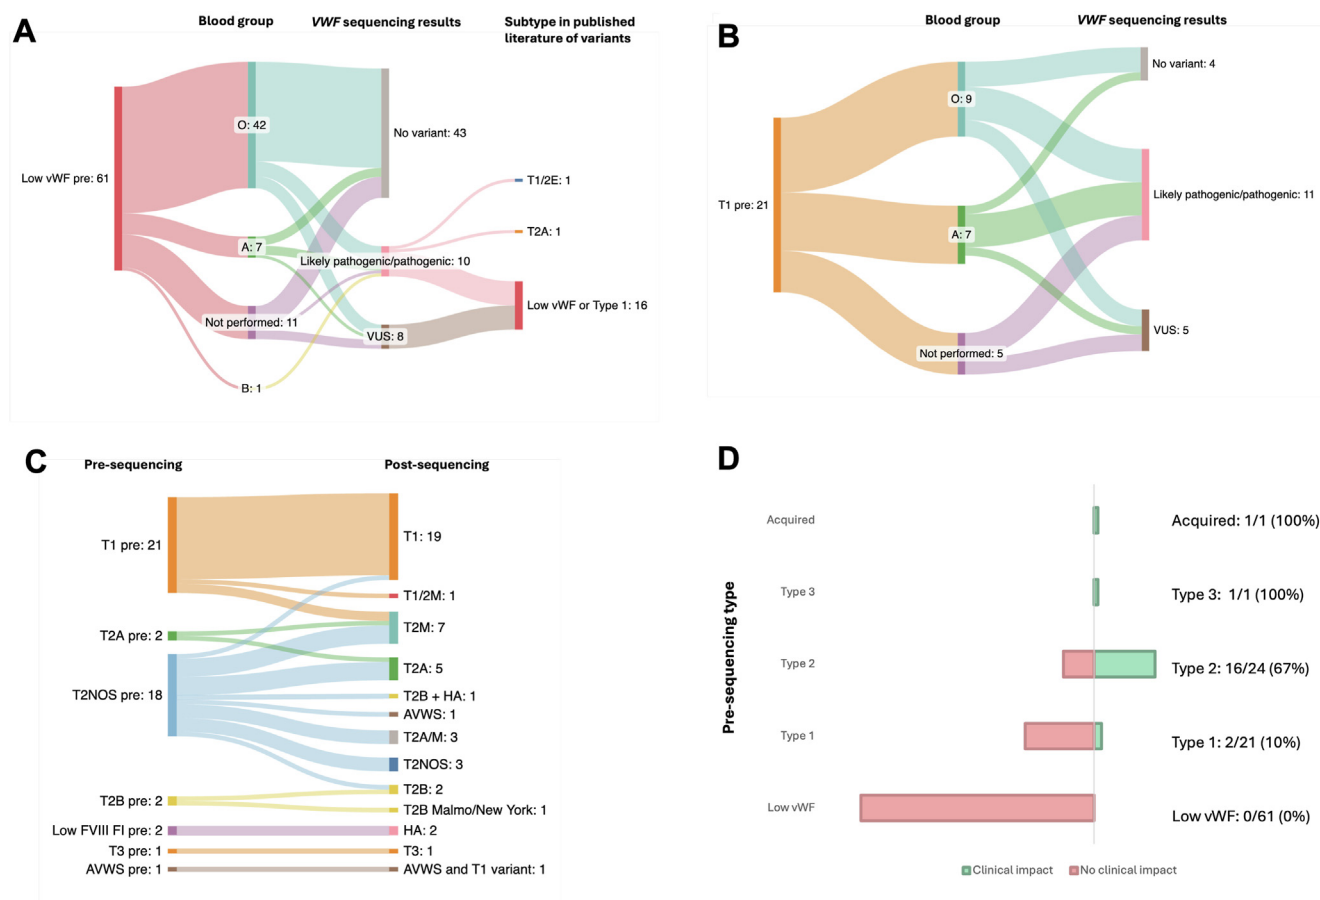 A
Blood group
VWF sequencing results
Subtype in published
literature of variants
Low vWF pre: 61
O: 42
A: 7
Not performed: 11
B: 1
No variant: 43
Likely pathogenic/pathogenic: 10
VUS: 8
T1/2E: 1
T2A: 1
Low vWF or Type 1: 16
B
Blood group
VWF sequencing results
T1 pre: 21
O: 9
A: 7
Not performed: 5
No variant: 4
Likely pathogenic/pathogenic: 11
VUS: 5
C
Pre-sequencing
Post-sequencing
T1 pre: 21
T2A pre: 2
T2NOS pre: 18
T2B pre: 2
Low FVIII FI pre: 2
T3 pre: 1
AVWS pre: 1
T1: 19
T1/2M: 1
T2M: 7
T2A: 5
T2B + HA: 1
AVWS: 1
T2A/M: 3
T2NOS: 3
T2B: 2
T2B Malmo/New York: 1
HA: 2
T3: 1
AVWS and T1 variant: 1
D
Pre-sequencing type
Acquired
Acquired: 1/1 (100%)
Type 3
Type 3: 1/1 (100%)
Type 2
Type 2: 16/24 (67%)
Type 1
Type 1: 2/21 (10%)
Low vWF
Low vWF: 0/61 (0%)
Clinical impact
No clinical impact